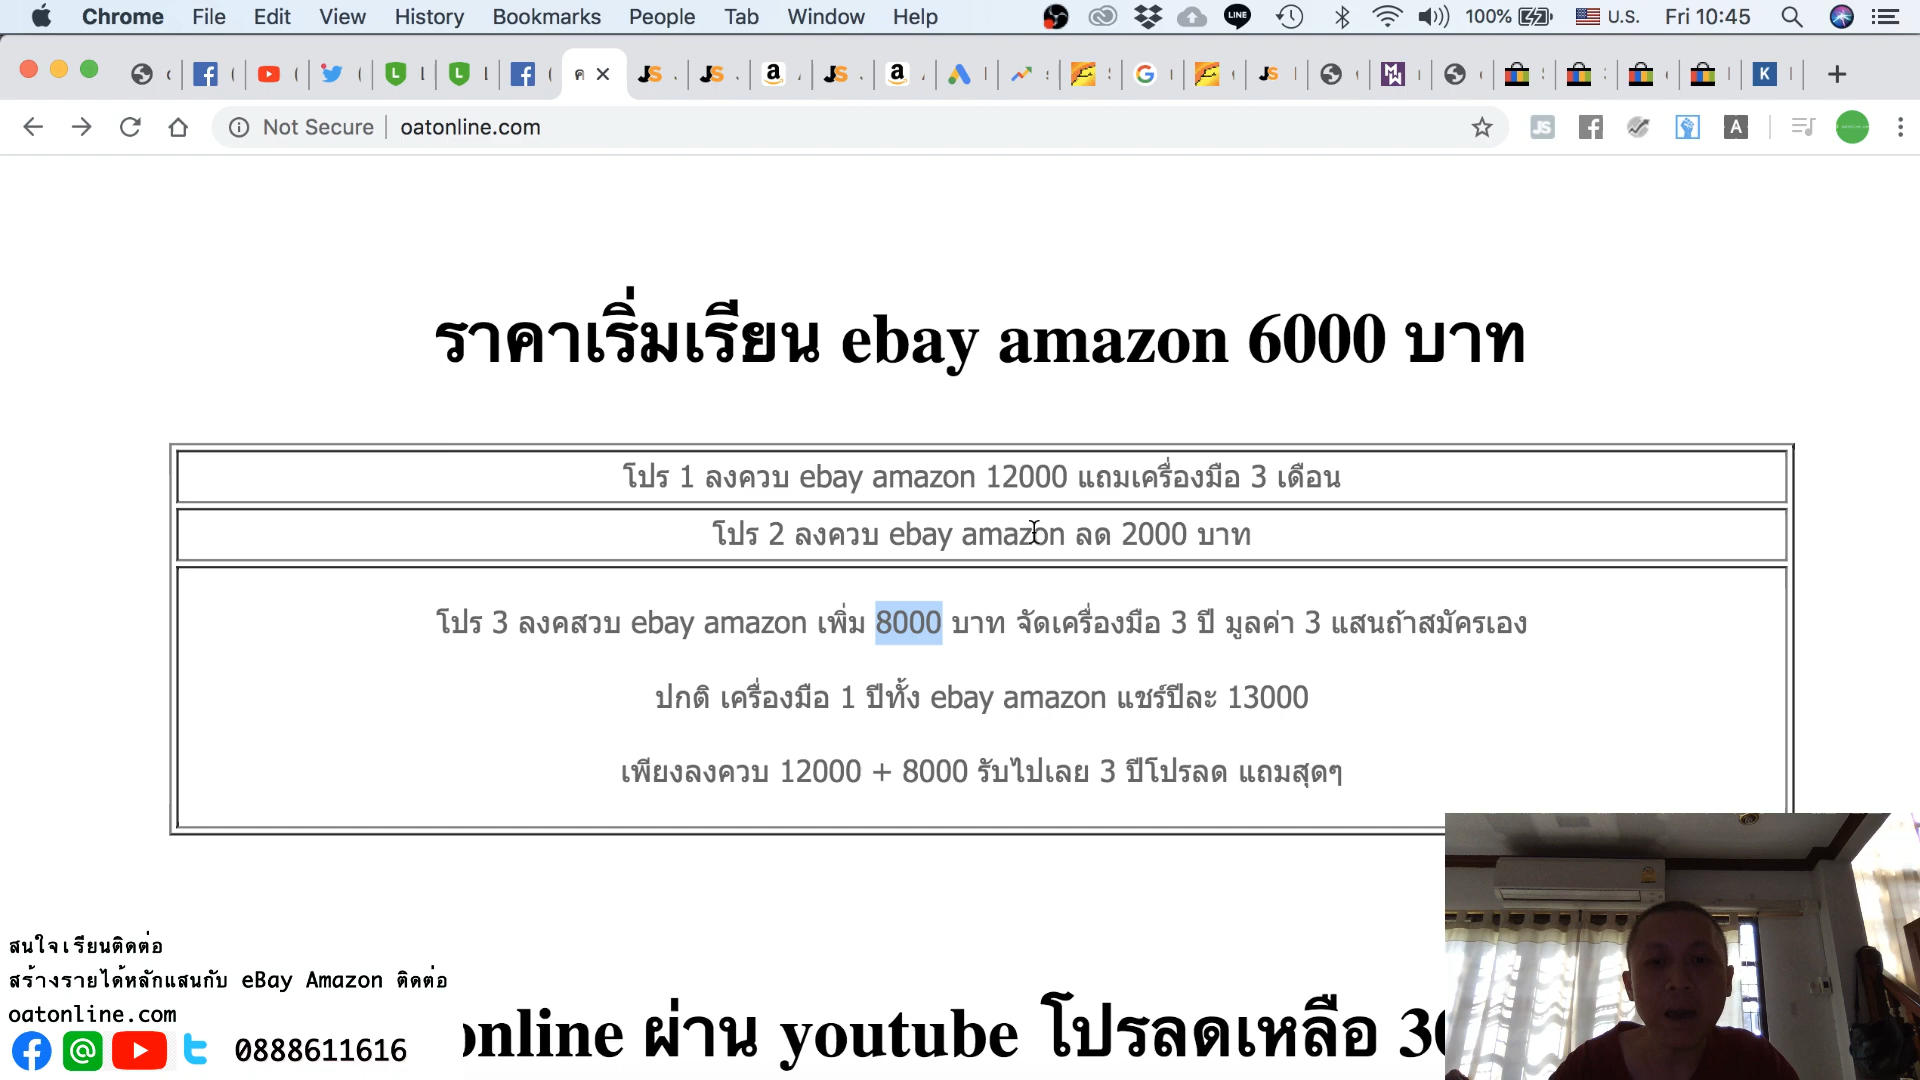 Chrome File Edit View History Bookmarks People Tab Window Help LINE 100% U.S. Fri 10:45
Not Secure oatonline.com
ราคาเริ่มเรียน ebay amazon 6000 บาท
โปร 1 ลงควบ ebay amazon 12000 แถมเครื่องมือ 3 เดือน
โปร 2 ลงควบ ebay amazon ลด 2000 บาท
โปร 3 ลงคสวบ ebay amazon เพิ่ม 8000 บาท จัดเครื่องมือ 3 ปี มูลค่า 3 แสนถ้าสมัครเอง
ปกติ เครื่องมือ 1 ปีทั้ง ebay amazon แชร์ปีละ 13000
เพียงลงควบ 12000 + 8000 รับไปเลย 3 ปีโปรลด แถมสุดๆ
สนใจเรียนติดต่อ
สร้างรายได้หลักแสนกับ eBay Amazon ติดต่อ
oatonline.com
0888611616
online ผ่าน youtube โปรลดเหลือ